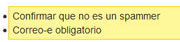 Confirmar que no es un spammer
Correo-e obligatorio